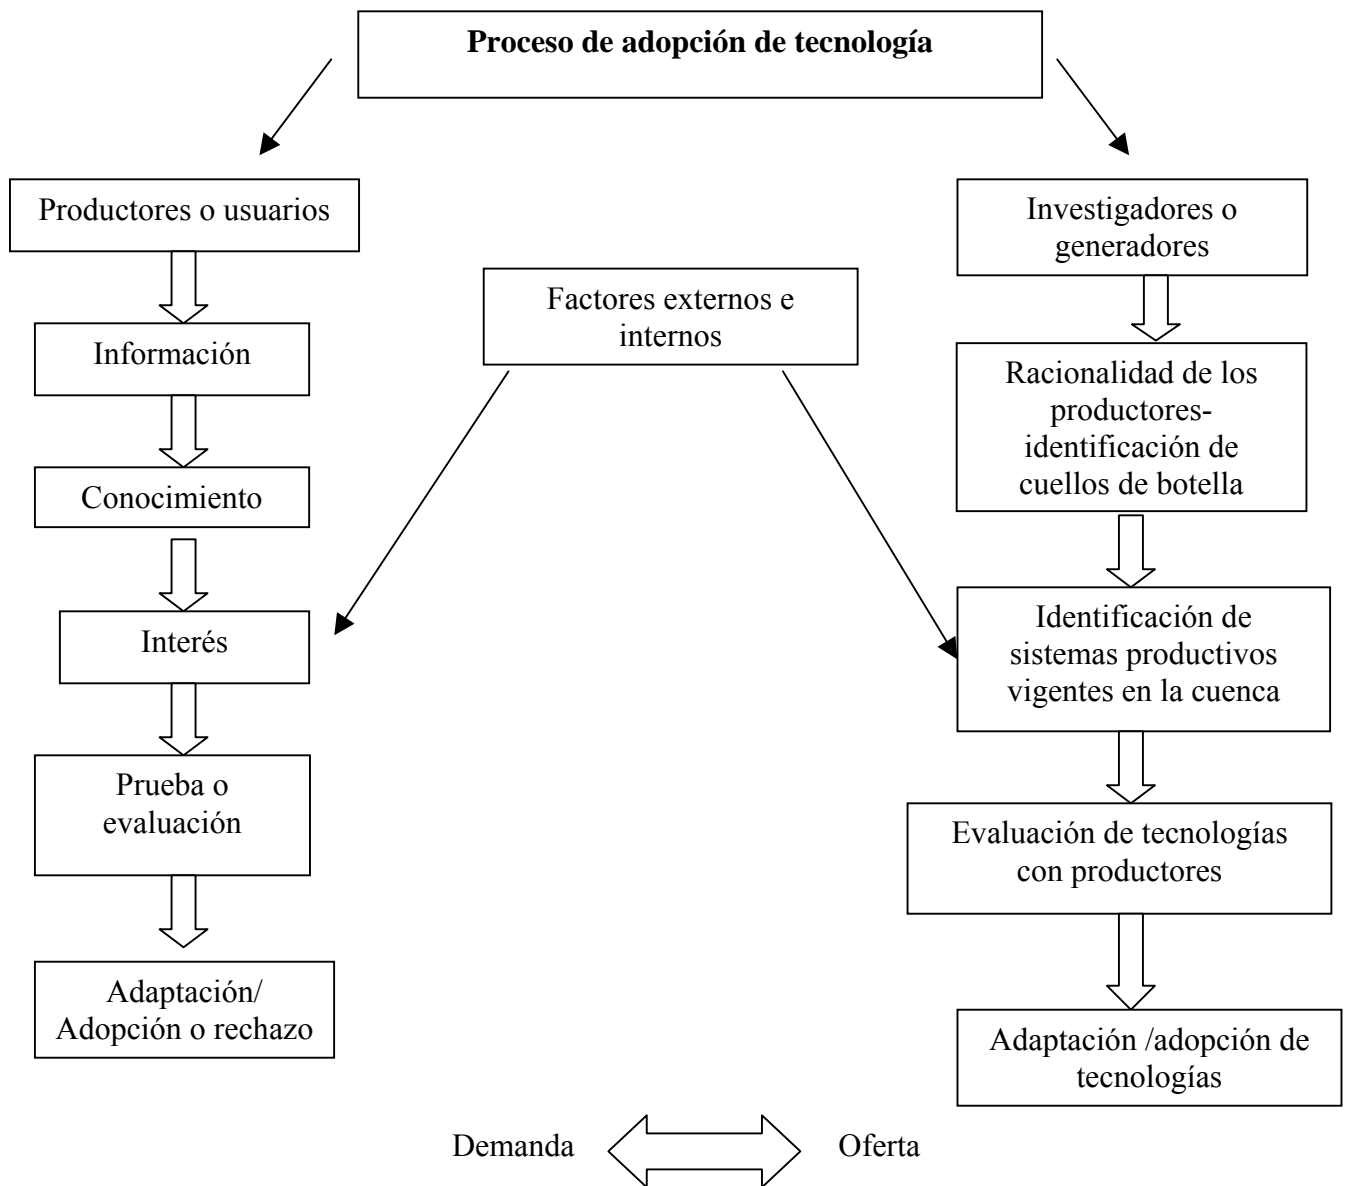 Proceso de adopción de tecnología
Productores o usuarios
Información
Conocimiento
Interés
Prueba o
evaluación
Adaptación/
Adopción o rechazo
Factores externos e
internos
Investigadores o
generadores
Racionalidad de los
productores-
identificación de
cuellos de botella
Identificación de
sistemas productivos
vigentes en la cuenca
Evaluación de tecnologías
con productores
Adaptación /adopción de
tecnologías
Demanda
Oferta